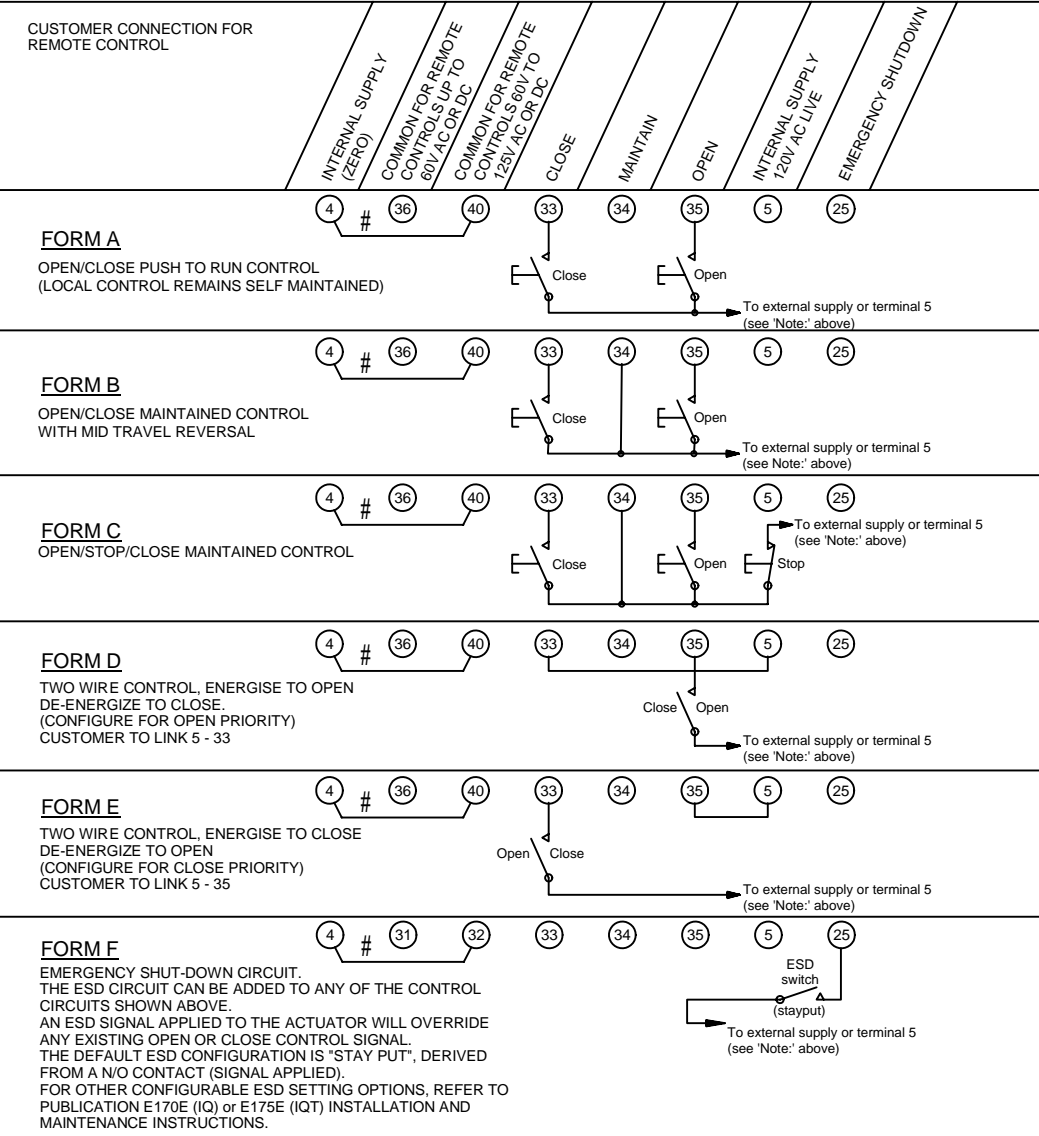 CUSTOMER CONNECTION FOR
REMOTE CONTROL
INTERNAL SUPPLY
(ZERO)
COMMON FOR REMOTE
CONTROLS UP TO
60V AC OR DC
COMMON FOR REMOTE
CONTROLS 60V TO
125V AC OR DC
CLOSE
MAINTAIN
OPEN
INTERNAL SUPPLY
120V AC LIVE
EMERGENCY SHUTDOWN
4 # 36 40 33 34 35 5 25
FORM A
OPEN/CLOSE PUSH TO RUN CONTROL
(LOCAL CONTROL REMAINS SELF MAINTAINED)
Close
Open
To external supply or terminal 5
(see 'Note:' above)
4 # 36 40 33 34 35 5 25
FORM B
OPEN/CLOSE MAINTAINED CONTROL
WITH MID TRAVEL REVERSAL
Close
Open
To external supply or terminal 5
(see Note:' above)
4 # 36 40 33 34 35 5 25
FORM C
OPEN/STOP/CLOSE MAINTAINED CONTROL
Close
Open
Stop
To external supply or terminal 5
(see 'Note:' above)
4 # 36 40 33 34 35 5 25
FORM D
TWO WIRE CONTROL, ENERGISE TO OPEN
DE-ENERGIZE TO CLOSE.
(CONFIGURE FOR OPEN PRIORITY)
CUSTOMER TO LINK 5 - 33
Close Open
To external supply or terminal 5
(see 'Note:' above)
4 # 36 40 33 34 35 5 25
FORM E
TWO WIRE CONTROL, ENERGISE TO CLOSE
DE-ENERGIZE TO OPEN
(CONFIGURE FOR CLOSE PRIORITY)
CUSTOMER TO LINK 5 - 35
Open Close
To external supply or terminal 5
(see 'Note:' above)
4 # 31 32 33 34 35 5 25
FORM F
EMERGENCY SHUT-DOWN CIRCUIT.
THE ESD CIRCUIT CAN BE ADDED TO ANY OF THE CONTROL
CIRCUITS SHOWN ABOVE.
AN ESD SIGNAL APPLIED TO THE ACTUATOR WILL OVERRIDE
ANY EXISTING OPEN OR CLOSE CONTROL SIGNAL.
THE DEFAULT ESD CONFIGURATION IS "STAY PUT", DERIVED
FROM A N/O CONTACT (SIGNAL APPLIED).
FOR OTHER CONFIGURABLE ESD SETTING OPTIONS, REFER TO
PUBLICATION E170E (IQ) or E175E (IQT) INSTALLATION AND
MAINTENANCE INSTRUCTIONS.
ESD
switch
(stayput)
To external supply or terminal 5
(see 'Note:' above)